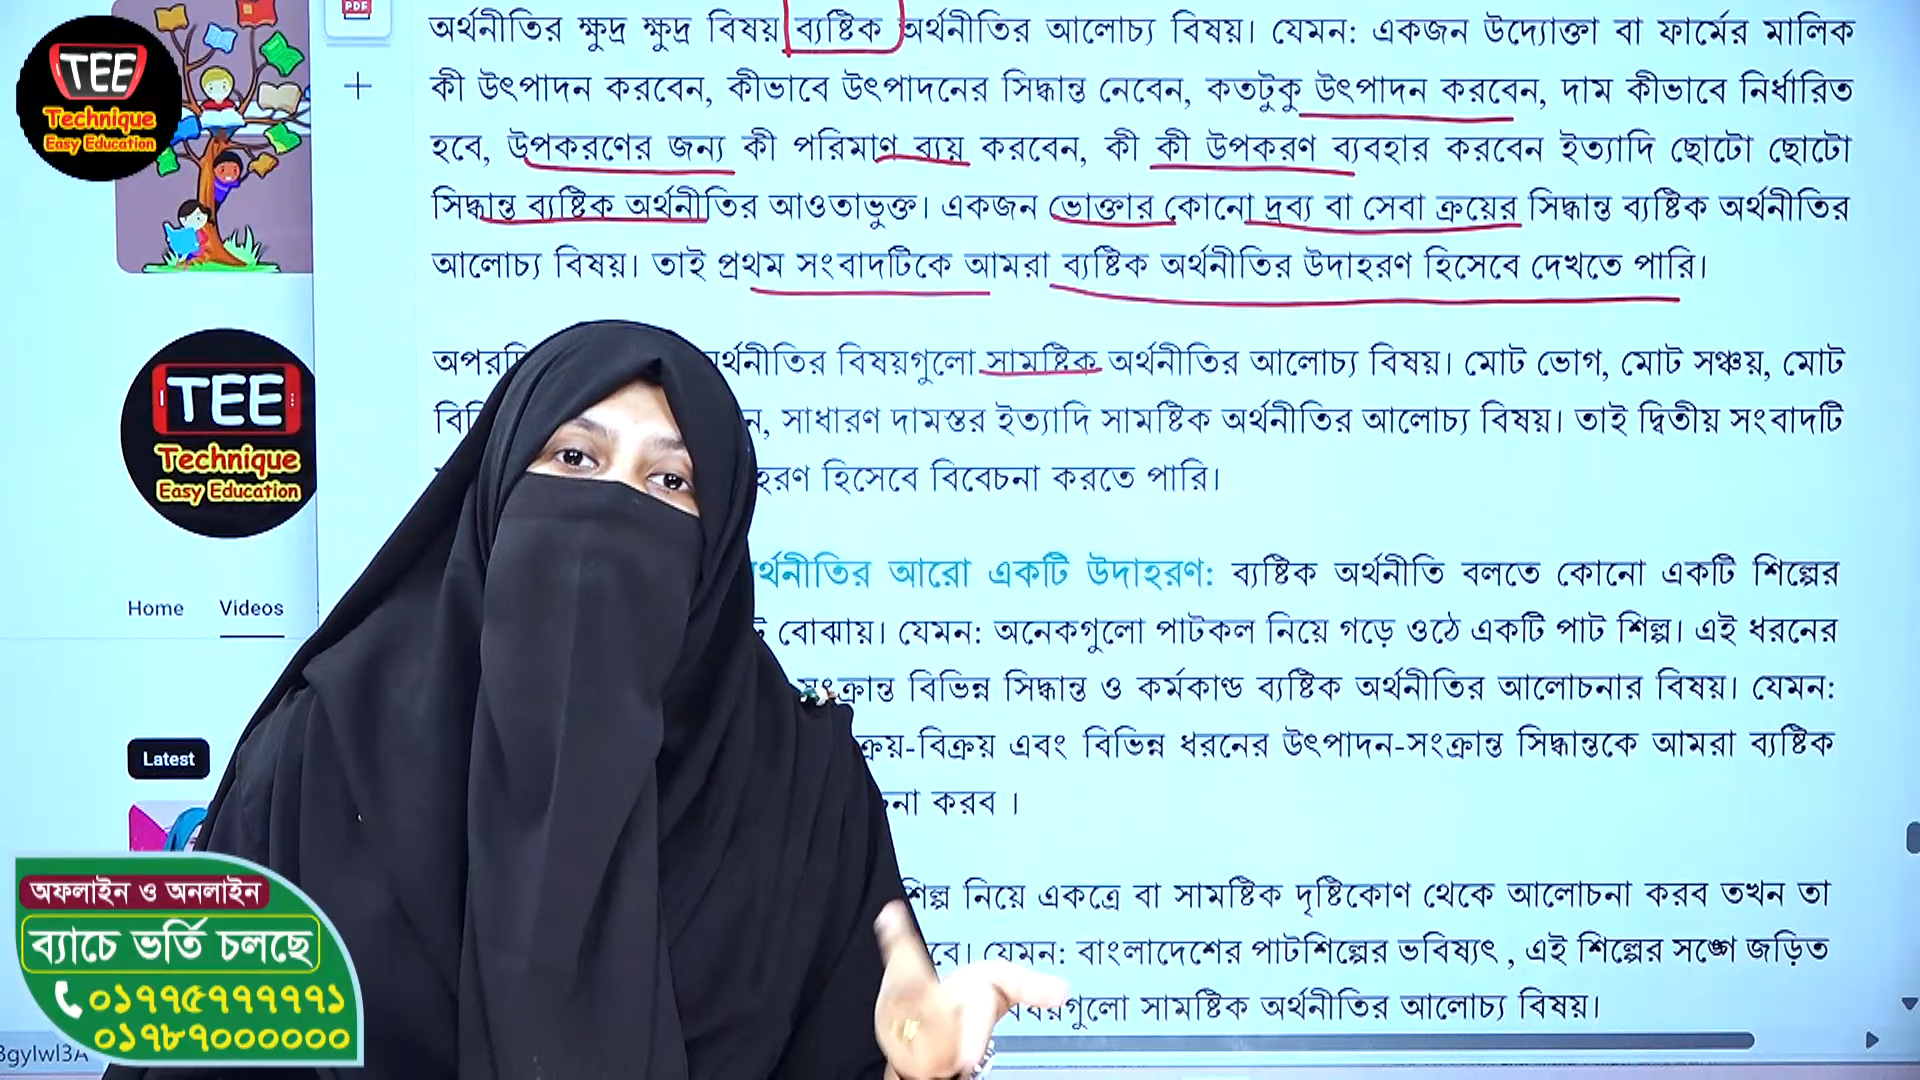 TEE
Technique
Easy Education
PDF
অর্থনীতির ক্ষুদ্র ক্ষুদ্র বিষয় ব্যষ্টিক অর্থনীতির আলোচ্য বিষয়। যেমন: একজন উদ্যোক্তা বা ফার্মের মালিক
কী উৎপাদন করবেন, কীভাবে উৎপাদনের সিদ্ধান্ত নেবেন, কতটুকু উৎপাদন করবেন, দাম কীভাবে নির্ধারিত
হবে, উপকরণের জন্য কী পরিমাণ ব্যয় করবেন, কী কী উপকরণ ব্যবহার করবেন ইত্যাদি ছোটো ছোটো
সিদ্ধান্ত ব্যষ্টিক অর্থনীতির আওতাভুক্ত। একজন ভোক্তার কোনো দ্রব্য বা সেবা ক্রয়ের সিদ্ধান্ত ব্যষ্টিক অর্থনীতির
আলোচ্য বিষয়। তাই প্রথম সংবাদটিকে আমরা ব্যষ্টিক অর্থনীতির উদাহরণ হিসেবে দেখতে পারি।
অর্থনীতির বিষয়গুলো সামষ্টিক অর্থনীতির আলোচ্য বিষয়। মোট ভোগ, মোট সঞ্চয়, মোট
সাধারণ দামস্তর ইত্যাদি সামষ্টিক অর্থনীতির আলোচ্য বিষয়। তাই দ্বিতীয় সংবাদটি
হিসেবে বিবেচনা করতে পারি।
অর্থনীতির আরো একটি উদাহরণ: ব্যষ্টিক অর্থনীতি বলতে কোনো একটি শিল্পের
বোঝায়। যেমন: অনেকগুলো পাটকল নিয়ে গড়ে ওঠে একটি পাট শিল্প। এই ধরনের
সংক্রান্ত বিভিন্ন সিদ্ধান্ত ও কর্মকাণ্ড ব্যষ্টিক অর্থনীতির আলোচনার বিষয়। যেমন:
ক্রয়-বিক্রয় এবং বিভিন্ন ধরনের উৎপাদন-সংক্রান্ত সিদ্ধান্তকে আমরা ব্যষ্টিক
করব ।
শিল্প নিয়ে একত্রে বা সামষ্টিক দৃষ্টিকোণ থেকে আলোচনা করব তখন তা
যেমন: বাংলাদেশের পাটশিল্পের ভবিষ্যৎ , এই শিল্পের সঙ্গে জড়িত
বিষয়গুলো সামষ্টিক অর্থনীতির আলোচ্য বিষয়।
TEE
Technique
Easy Education
Home Videos
Latest
অফলাইন ও অনলাইন
ব্যাচে ভর্তি চলছে
০১৭৭৫৭৭৭৭৭১
০১৭৮৭০০০০০০